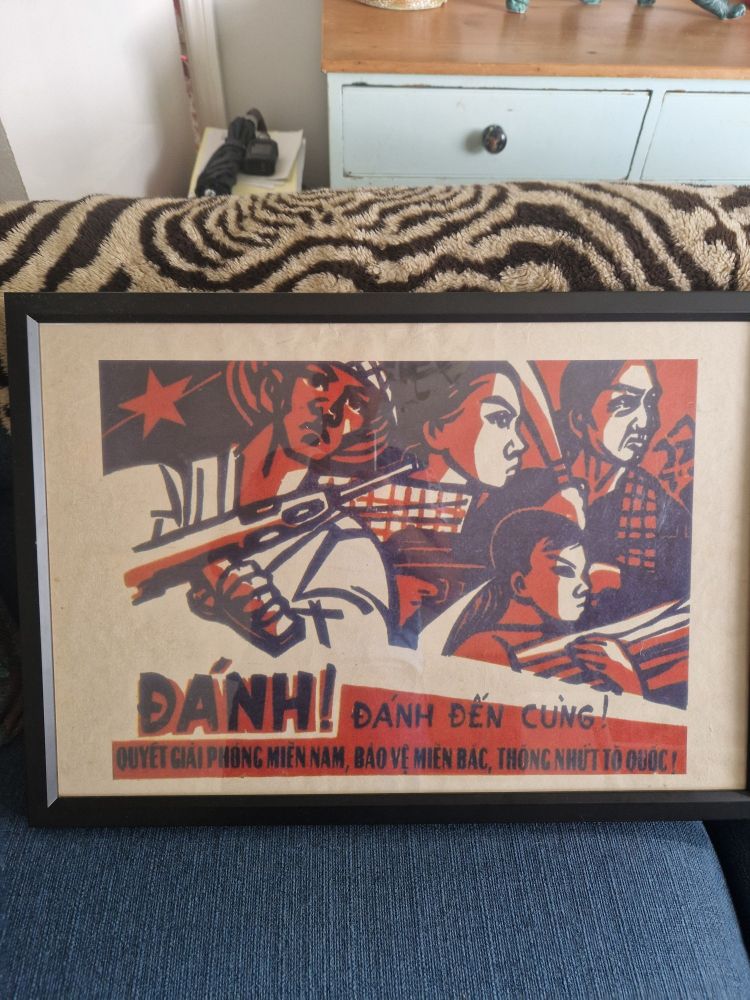 ĐÁNH! ĐÁNH ĐẾN CÙNG!
QUYẾT GIẢI PHÓNG MIỀN NAM, BẢO VỆ MIỀN BẮC, THỐNG NHỨT TỔ QUỐC!